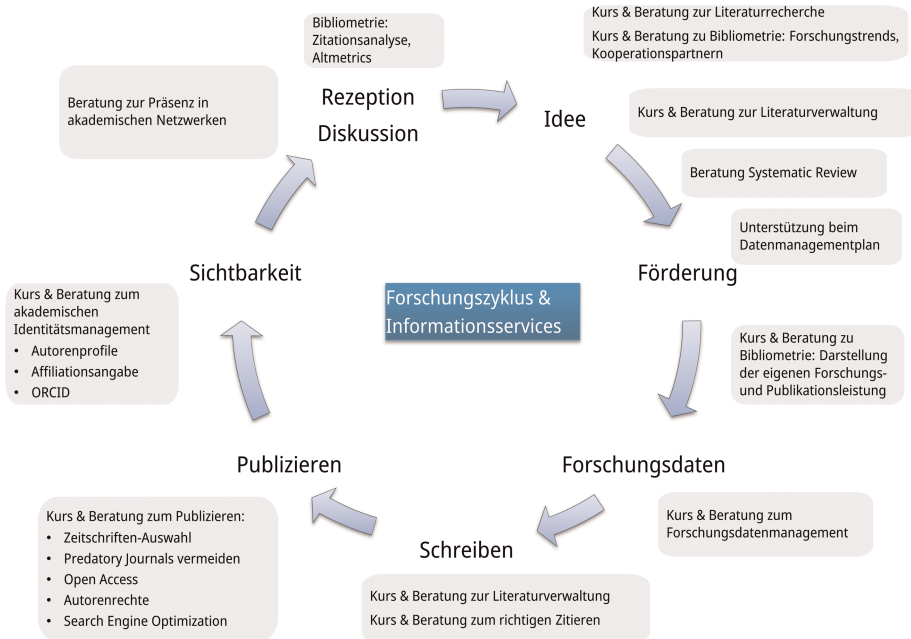 Bibliometrie:
Zitationsanalyse,
Altmetrics
Rezeption
Diskussion
Kurs & Beratung zur Literaturrecherche
Kurs & Beratung zu Bibliometrie: Forschungstrends,
Kooperationspartnern
Idee
Kurs & Beratung zur Literaturverwaltung
Beratung Systematic Review
Unterstützung beim
Datenmanagementplan
Förderung
Kurs & Beratung zu
Bibliometrie: Darstellung
der eigenen Forschungs-
und Publikationsleistung
Forschungsdaten
Kurs & Beratung zum
Forschungsdatenmanagement
Schreiben
Kurs & Beratung zur Literaturverwaltung
Kurs & Beratung zum richtigen Zitieren
Publizieren
Kurs & Beratung zum Publizieren:
• Zeitschriften-Auswahl
• Predatory Journals vermeiden
• Open Access
• Autorenrechte
• Search Engine Optimization
Sichtbarkeit
Kurs & Beratung zum
akademischen
Identitätsmanagement
• Autorenprofile
• Affiliationsangabe
• ORCID
Beratung zur Präsenz in
akademischen Netzwerken
Forschungszyklus &
Informationsservices